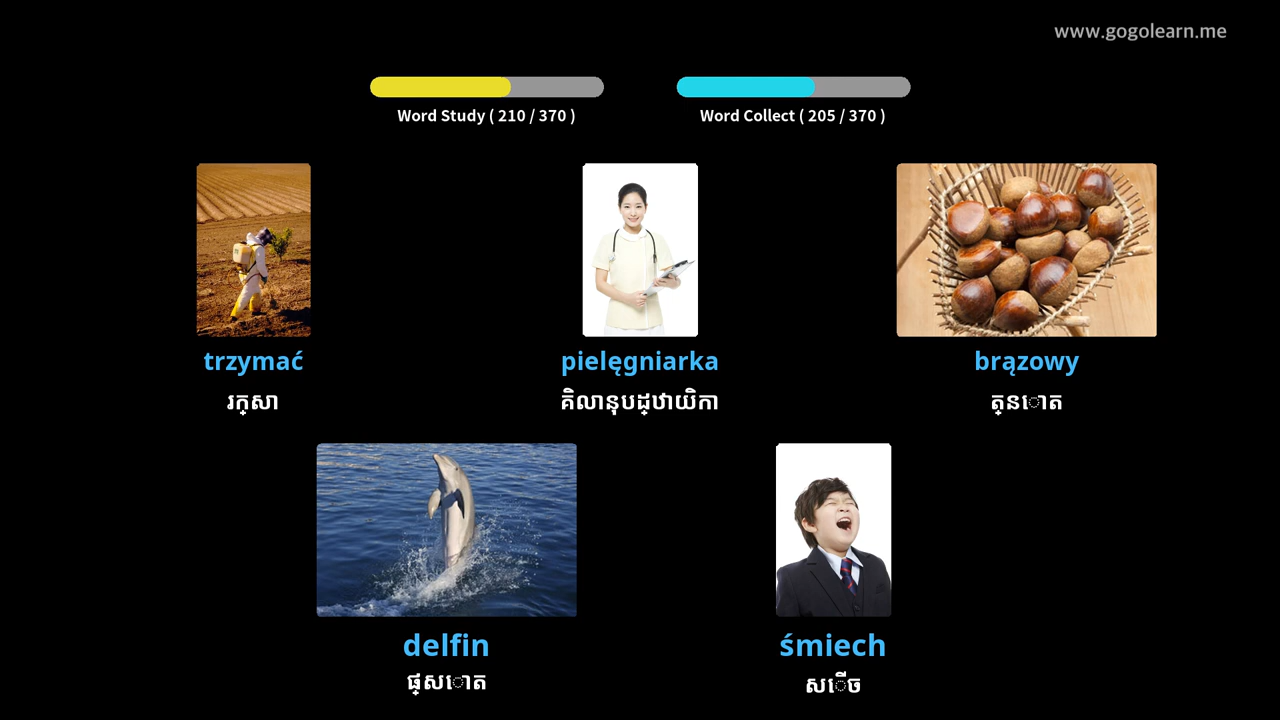 www.gogolearn.me
Word Study ( 210 / 370 )
Word Collect ( 205 / 370 )
trzymać
pielęgniarka
brązowy
រក្សា
គិលានុបដ្ឋាយិកា
ត្នោត
delfin
śmiech
ផ្សោត
សើច